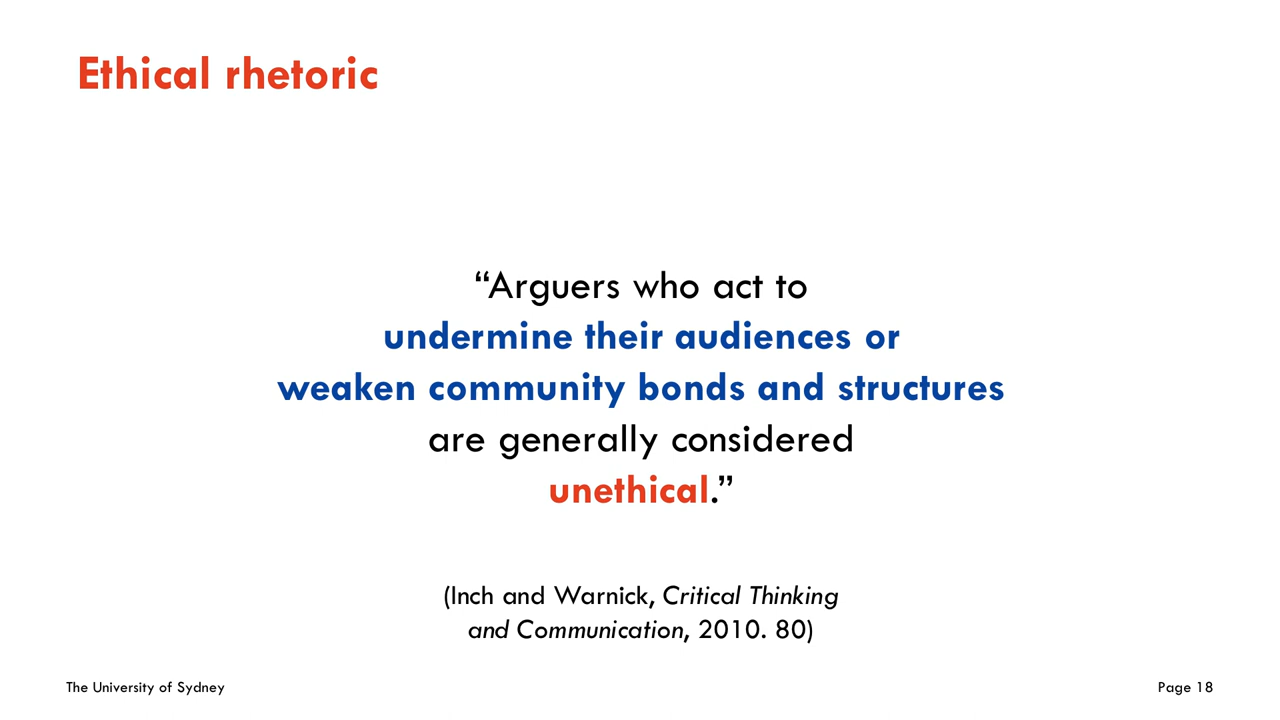 Ethical rhetoric
“Arguers who act to
undermine their audiences or
weaken community bonds and structures
are generally considered
unethical.”
(Inch and Warnick, Critical Thinking
and Communication, 2010. 80)
The University of Sydney
Page 18